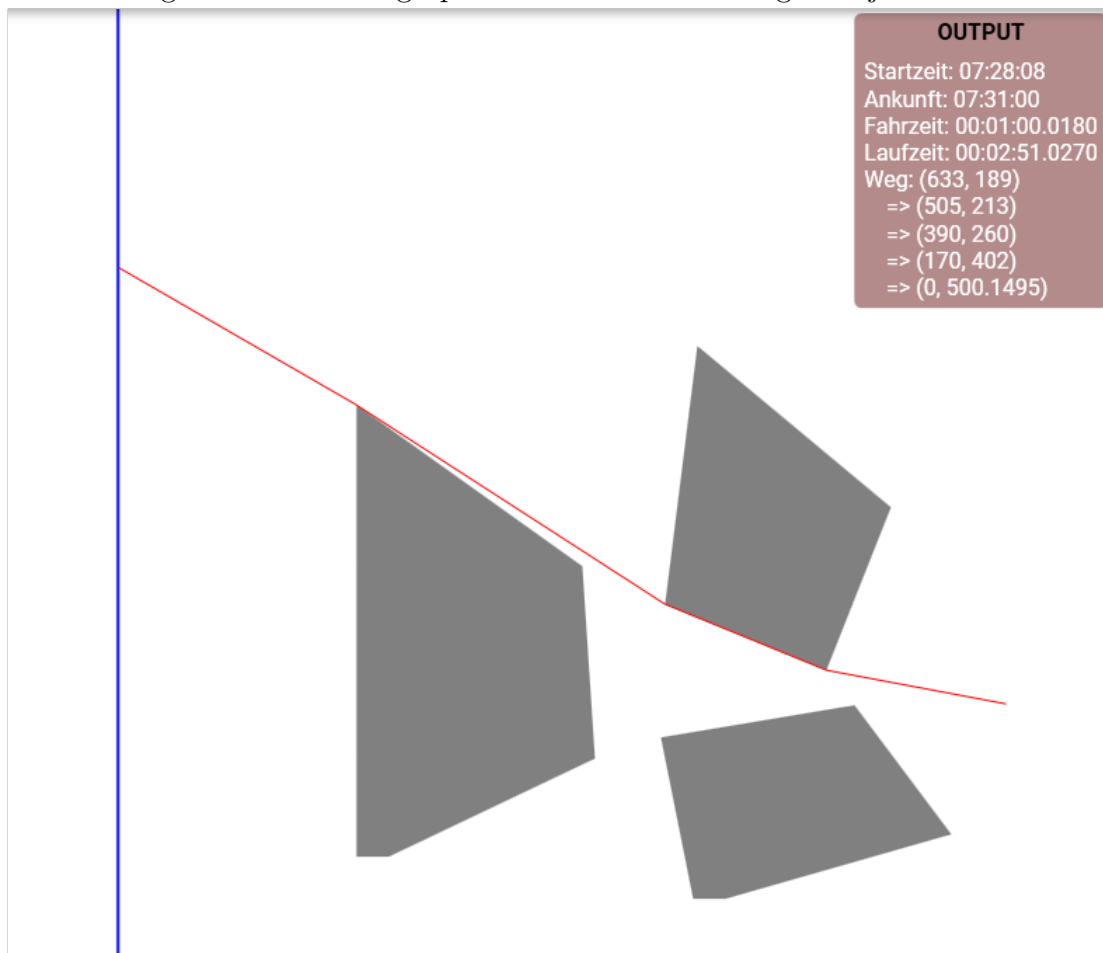 OUTPUT
Startzeit: 07:28:08
Ankunft: 07:31:00
Fahrzeit: 00:01:00.0180
Laufzeit: 00:02:51.0270
Weg: (633, 189)
=> (505, 213)
=> (390, 260)
=> (170, 402)
=> (0, 500.1495)